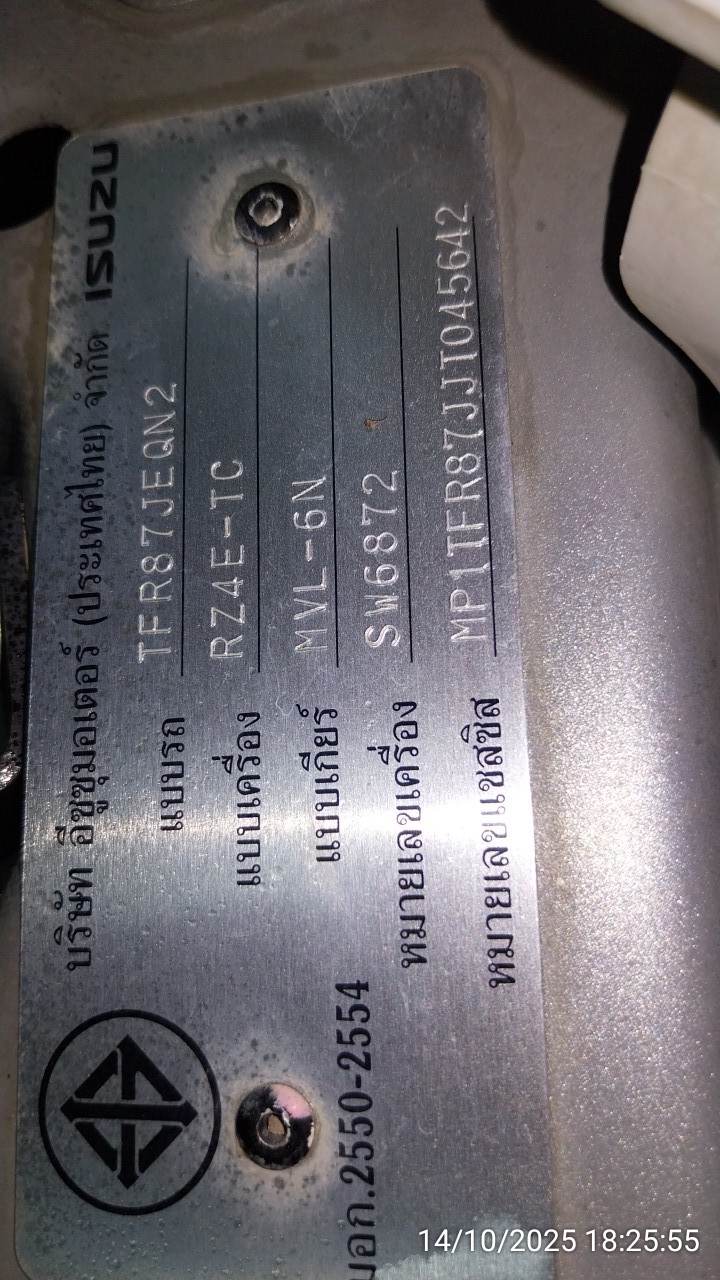 บริษัท อีซูซุมอเตอร์ (ประเทศไทย) จำกัด ISUZU
แบบรถ TFR87JEQN2
แบบเครื่อง RZ4E-TC
แบบเกียร์ MVL-6N
หมายเลขเครื่อง SW6872
หมายเลขแชสซิส MP1TFR87JJT045642
มอก.2550-2554
14/10/2025 18:25:55